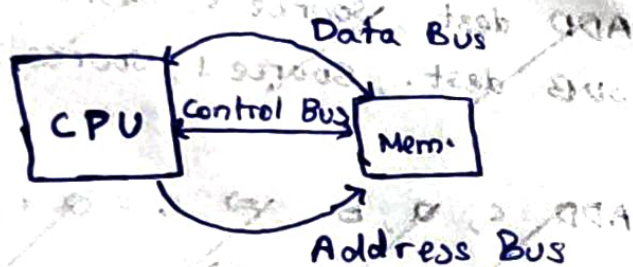 Data Bus
Control Bus
CPU
Mem.
Address Bus